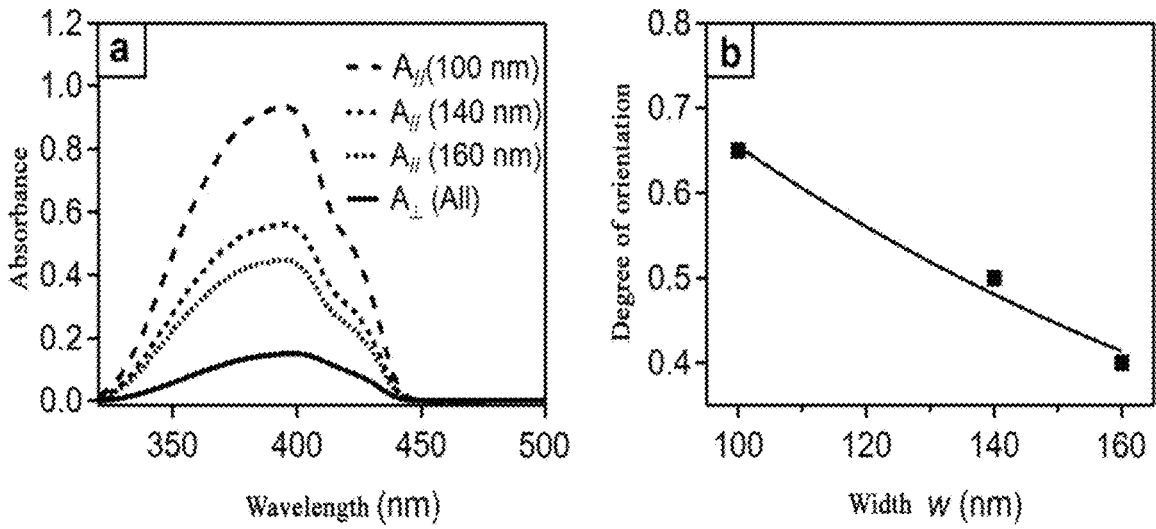 a
1.2
1.0
0.8
0.6
0.4
0.2
0.0
Absorbance
A//(100 nm)
A// (140 nm)
A// (160 nm)
A⊥ (All)
350
400
450
500
Wavelength (nm)
b
0.8
0.7
0.6
0.5
0.4
Degree of orientation
100
120
140
160
Width w (nm)